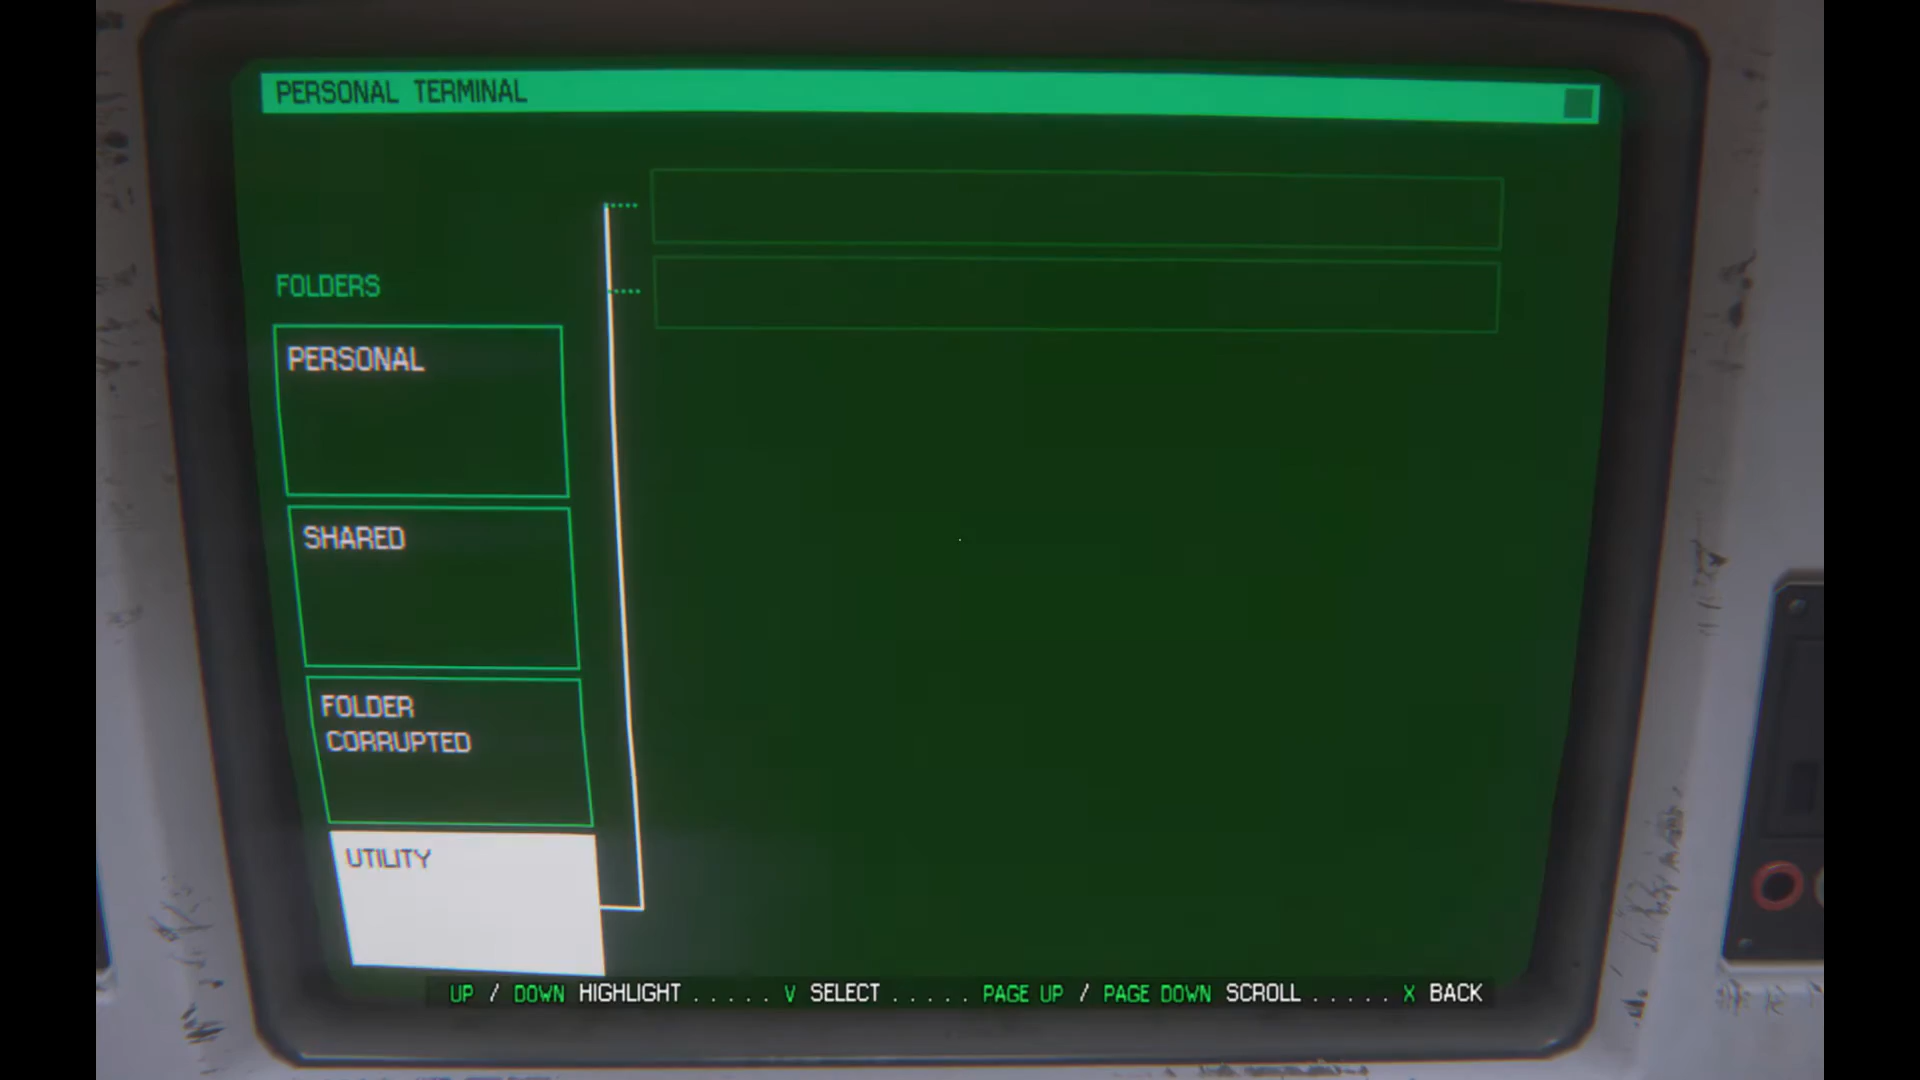 PERSONAL TERMINAL
FOLDERS
PERSONAL
SHARED
FOLDER
CORRUPTED
UTILITY
UP / DOWN HIGHLIGHT ..... V SELECT ..... PAGE UP / PAGE DOWN SCROLL ..... X BACK